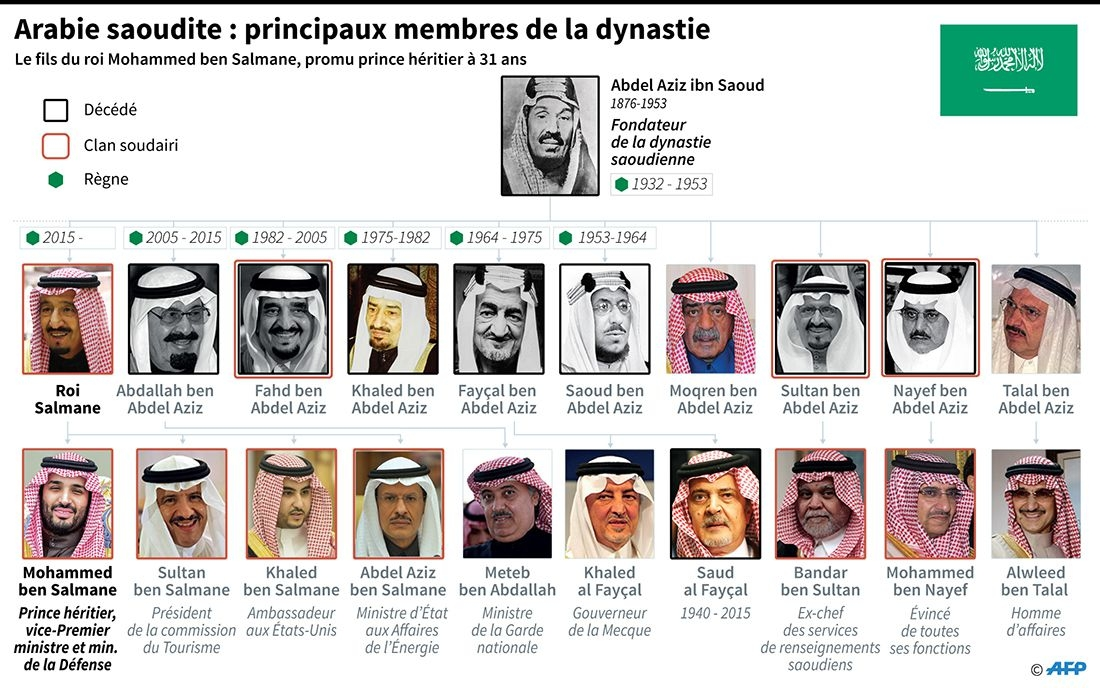 Arabie saoudite : principaux membres de la dynastie
Le fils du roi Mohammed ben Salmane, promu prince héritier à 31 ans
Décédé
Clan soudairi
Règne
Abdel Aziz ibn Saoud
1876-1953
Fondateur
de la dynastie
saoudienne
1932 - 1953
2015 -
2005 - 2015
1982 - 2005
1975-1982
1964 - 1975
1953-1964
Roi
Salmane
Abdallah ben
Abdel Aziz
Fahd ben
Abdel Aziz
Khaled ben
Abdel Aziz
Fayçal ben
Abdel Aziz
Saoud ben
Abdel Aziz
Moqren ben
Abdel Aziz
Sultan ben
Abdel Aziz
Nayef ben
Abdel Aziz
Talal ben
Abdel Aziz
Mohammed
ben Salmane
Prince héritier,
vice-Premier
ministre et min.
de la Défense
Sultan
ben Salmane
Président
de la commission
du Tourisme
Khaled
ben Salmane
Ambassadeur
aux États-Unis
Abdel Aziz
ben Salmane
Ministre d'État
aux Affaires
de l'Énergie
Meteb
ben Abdallah
Ministre
de la Garde
nationale
Khaled
al Fayçal
Gouverneur
de la Mecque
Saud
al Fayçal
1940 - 2015
Bandar
ben Sultan
Ex-chef
des services
de renseignements
saoudiens
Mohammed
ben Nayef
Évincé
de toutes
ses fonctions
Alwleed
ben Talal
Homme
d'affaires
© AFP